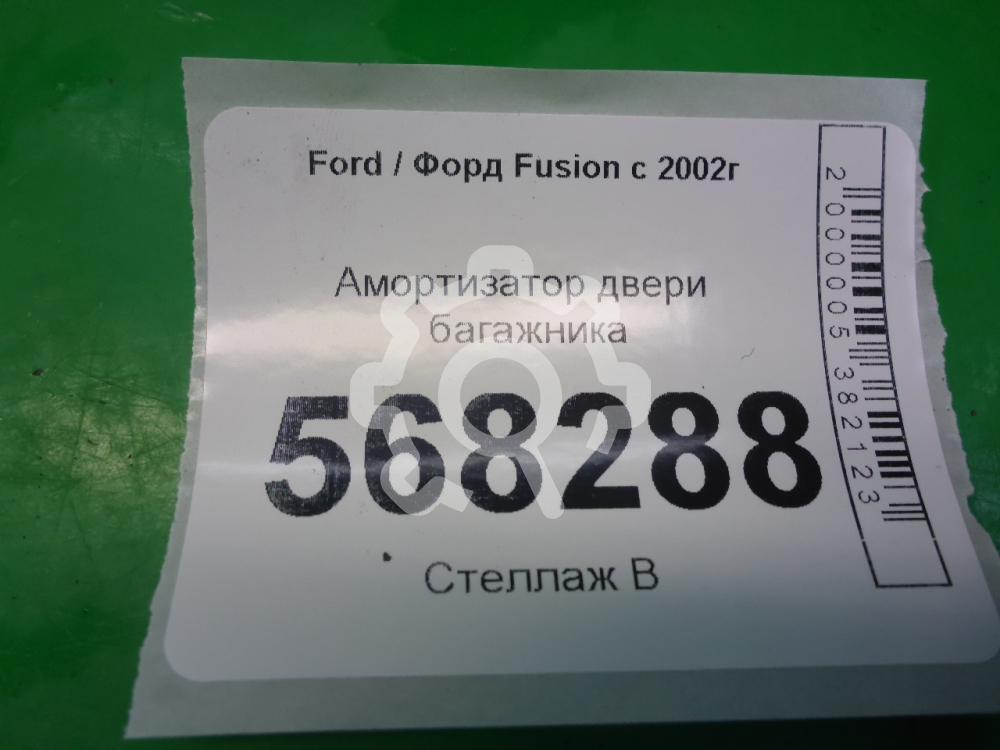 Ford / Форд Fusion с 2002г
Амортизатор двери
багажника
568288
Стеллаж В
2000005382123